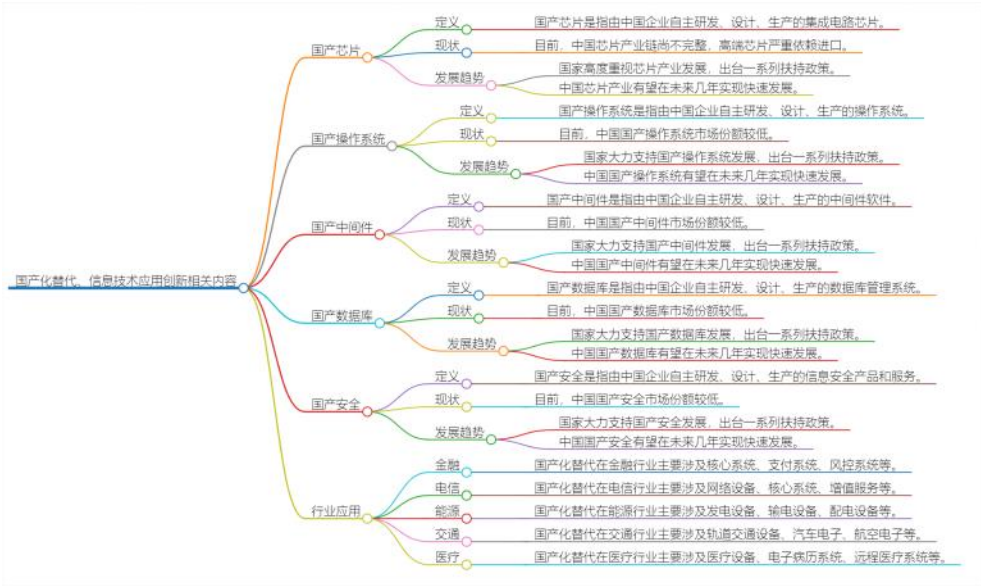 国产化替代、信息技术应用创新相关内容
国产芯片
定义
国产芯片是指由中国企业自主研发、设计、生产的集成电路芯片。
现状
目前，中国芯片产业链尚不完整，高端芯片严重依赖进口。
发展趋势
国家高度重视芯片产业发展，出台一系列扶持政策。
中国芯片产业有望在未来几年实现快速发展。
国产操作系统
定义
国产操作系统是指由中国企业自主研发、设计、生产的操作系统。
现状
目前，中国国产操作系统市场份额较低。
发展趋势
国家大力支持国产操作系统发展，出台一系列扶持政策。
中国国产操作系统有望在未来几年实现快速发展。
国产中间件
定义
国产中间件是指由中国企业自主研发、设计、生产的中间件软件。
现状
目前，中国国产中间件市场份额较低。
发展趋势
国家大力支持国产中间件发展，出台一系列扶持政策。
中国国产中间件有望在未来几年实现快速发展。
国产数据库
定义
国产数据库是指由中国企业自主研发、设计、生产的数据库管理系统。
现状
目前，中国国产数据库市场份额较低。
发展趋势
国家大力支持国产数据库发展，出台一系列扶持政策。
中国国产数据库有望在未来几年实现快速发展。
国产安全
定义
国产安全是指由中国企业自主研发、设计、生产的信息安全产品和服务。
现状
目前，中国国产安全市场份额较低。
发展趋势
国家大力支持国产安全发展，出台一系列扶持政策。
中国国产安全有望在未来几年实现快速发展。
行业应用
金融
国产化替代在金融行业主要涉及核心系统、支付系统、风控系统等。
电信
国产化替代在电信行业主要涉及网络设备、核心系统、增值服务等。
能源
国产化替代在能源行业主要涉及发电设备、输电设备、配电设备等。
交通
国产化替代在交通行业主要涉及轨道交通设备、汽车电子、航空电子等。
医疗
国产化替代在医疗行业主要涉及医疗设备、电子病历系统、远程医疗系统等。